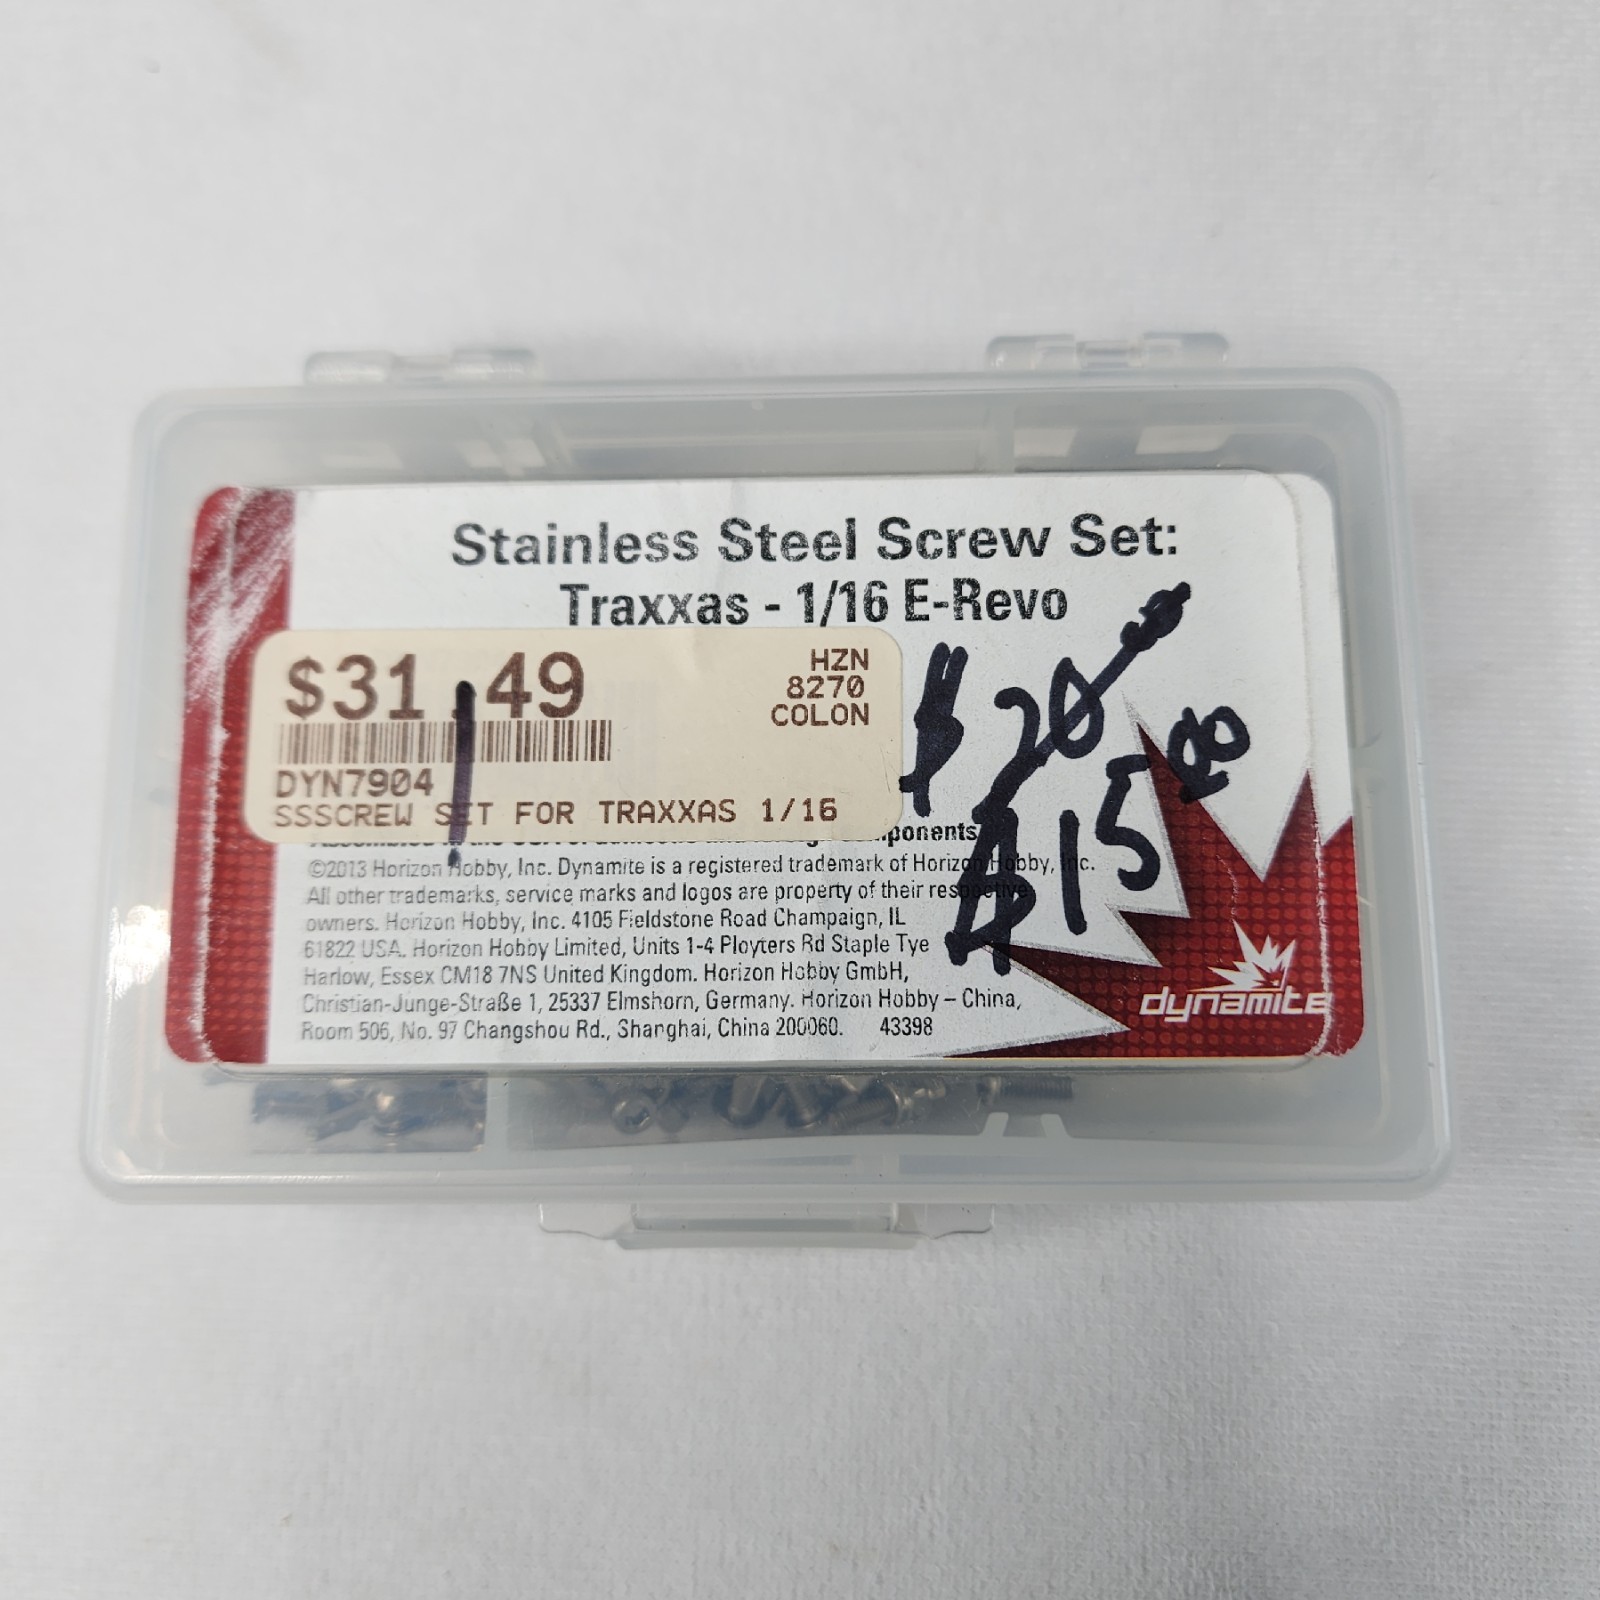 Stainless Steel Screw Set:
Traxxas - 1/16 E-Revo
$31.49
HZN
8270
COLON
DYN7904
SSSCREW SET FOR TRAXXAS 1/16
$20
$15.00
the USA
components
©2013 Horizon Hobby, Inc. Dynamite is a registered trademark of Horizon Hobby, Inc.
All other trademarks, service marks and logos are property of their respective
owners. Horizon Hobby, Inc. 4105 Fieldstone Road Champaign, IL
61822 USA. Horizon Hobby Limited, Units 1-4 Ployters Rd Staple Tye
Harlow, Essex CM18 7NS United Kingdom. Horizon Hobby GmbH,
Christian-Junge-Straße 1, 25337 Elmshorn, Germany. Horizon Hobby – China,
Room 506, No. 97 Changshou Rd., Shanghai, China 200060. 43398
dynamite